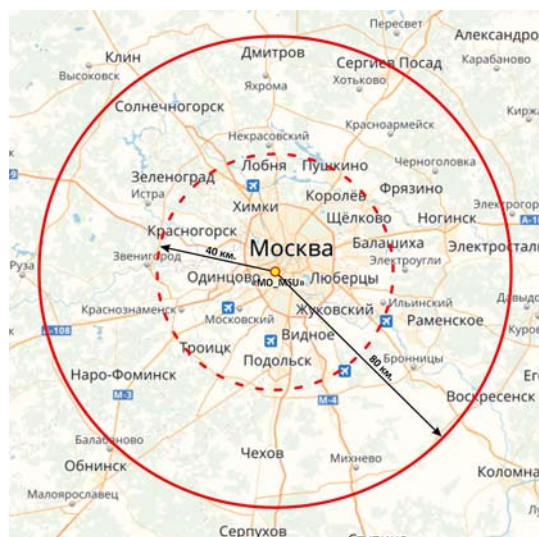 Пересвет
Дмитров
Александро
Клин
Сергиев Посад
Карабаново
Высоковск
Яхрома
Хотьково
Солнечногорск
Киржа
Красноармейск
Некрасовский
Лобня
Пушкино
Черноголовка
Зеленоград
Фрязино
Истра
Королёв
Химки
Электрогор
Щёлково
Ногинск
А-10
Красногорск
Москва
Балашиха
Электросталь
40 км.
Звенигород
Руза
Электроугли
Одинцово
«MO_MSU»
Люберцы
Давыдо
Краснознаменск
Московский
Жуковский
Ильинский
Раменское
Куров
-108
Видное
Троицк
Подольск
Бронницы
80 км.
Наро-Фоминск
Его
М-3
М-4
Воскресенск
Балабаново
Чехов
Михнево
Обнинск
Коломна
Малоярославец
Серпухов